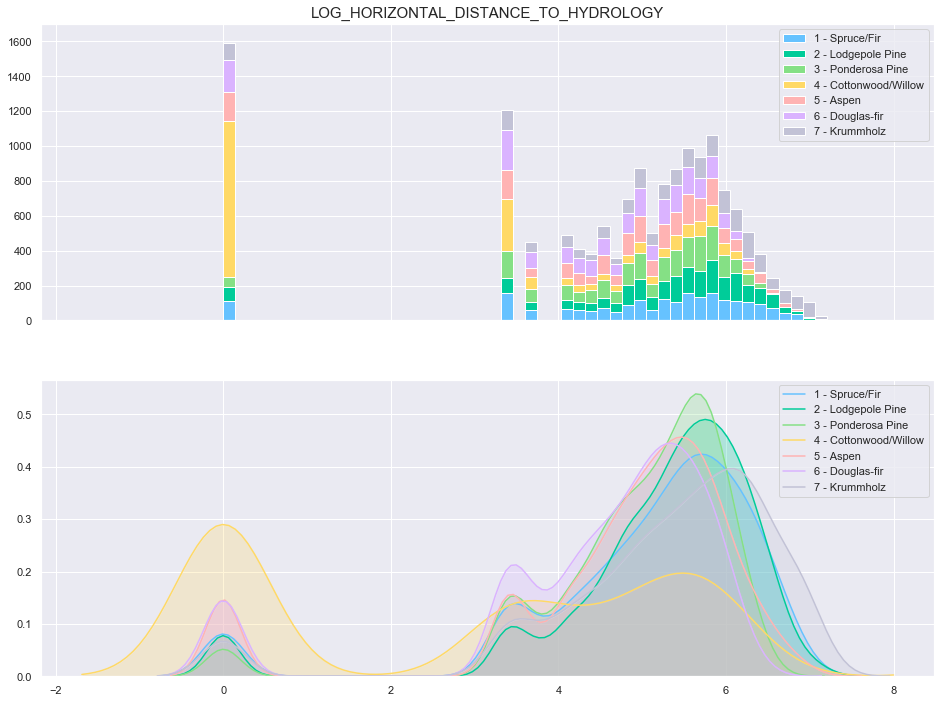 LOG_HORIZONTAL_DISTANCE_TO_HYDROLOGY
1600
1400
1200
1000
800
600
400
200
0
1 - Spruce/Fir
2 - Lodgepole Pine
3 - Ponderosa Pine
4 - Cottonwood/Willow
5 - Aspen
6 - Douglas-fir
7 - Krummholz
0.5
0.4
0.3
0.2
0.1
0.0
1 - Spruce/Fir
2 - Lodgepole Pine
3 - Ponderosa Pine
4 - Cottonwood/Willow
5 - Aspen
6 - Douglas-fir
7 - Krummholz
−2 0 2 4 6 8